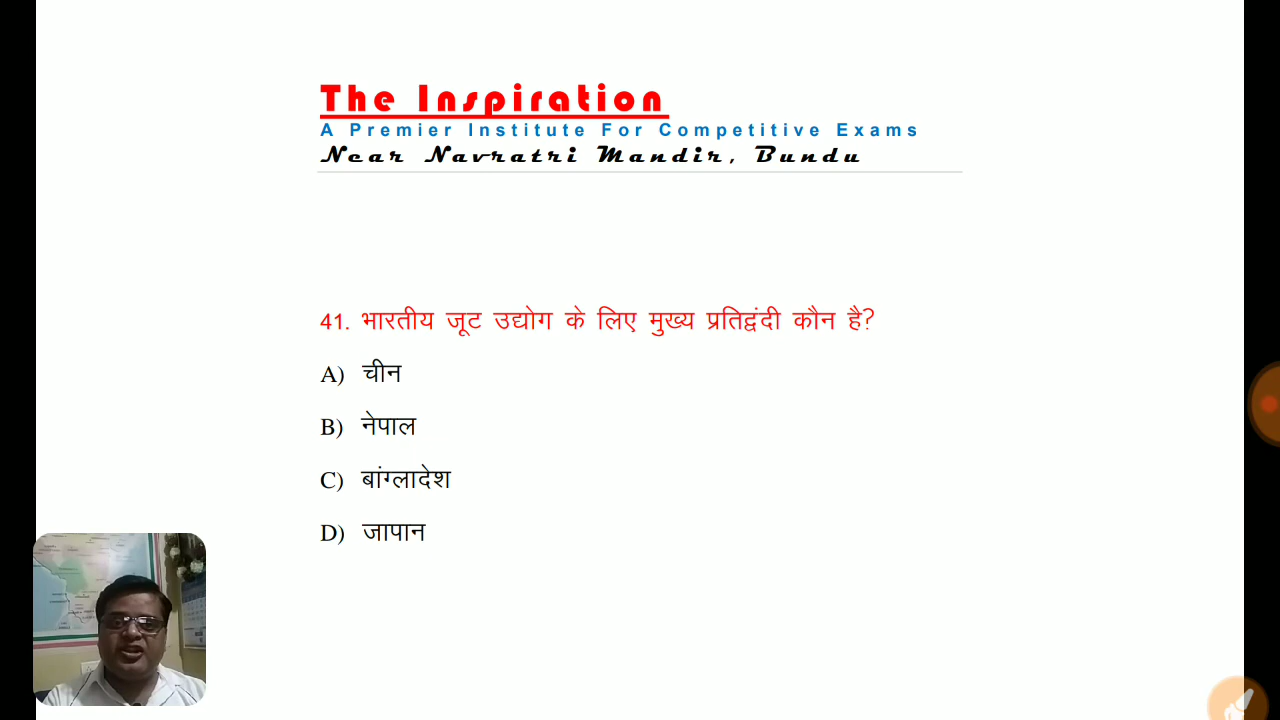 The Inspiration
A Premier Institute For Competitive Exams
Near Navratri Mandir, Bundu
41. भारतीय जूट उद्योग के लिए मुख्य प्रतिद्वंदी कौन है?
A) चीन
B) नेपाल
C) बांग्लादेश
D) जापान